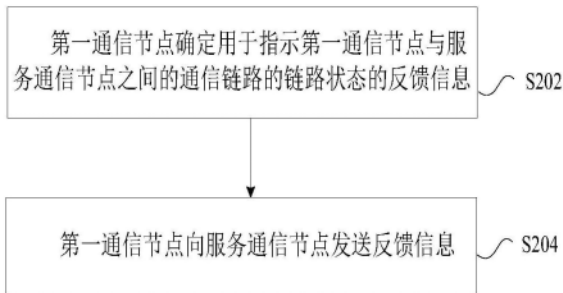 第一通信节点确定用于指示第一通信节点与服
务通信节点之间的通信链路的链路状态的反馈信息
S202
第一通信节点向服务通信节点发送反馈信息
S204